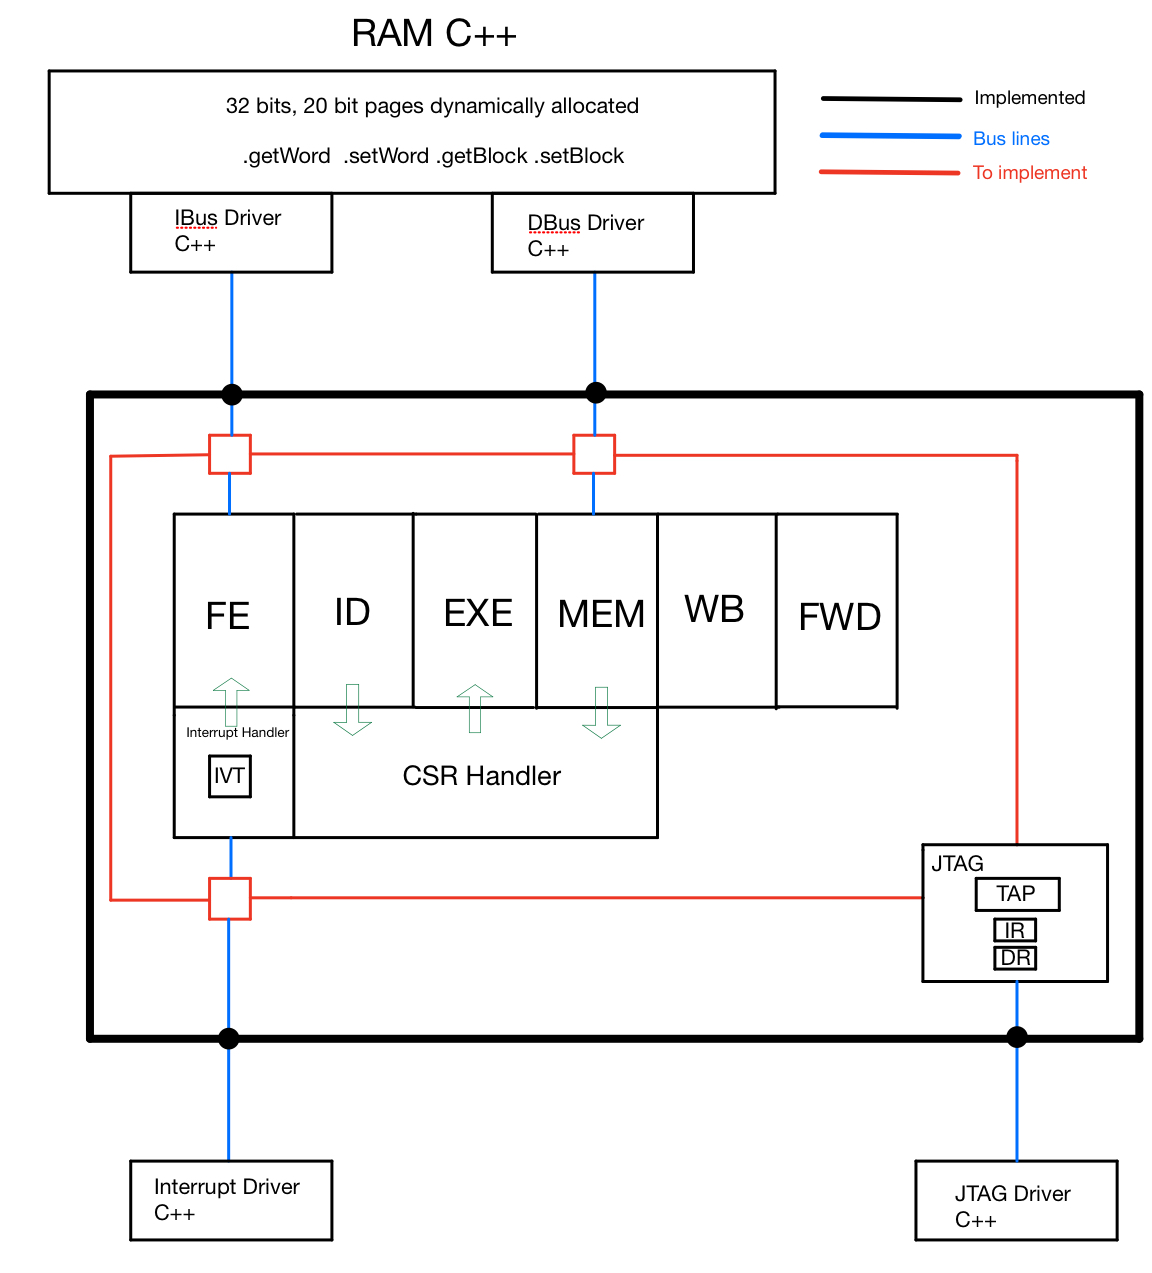 RAM C++
32 bits, 20 bit pages dynamically allocated
.getWord .setWord .getBlock .setBlock
Implemented
Bus lines
To implement
IBus Driver
C++
DBus Driver
C++
FE
ID
EXE
MEM
WB
FWD
Interrupt Handler
IVT
CSR Handler
JTAG
TAP
IR
DR
Interrupt Driver
C++
JTAG Driver
C++